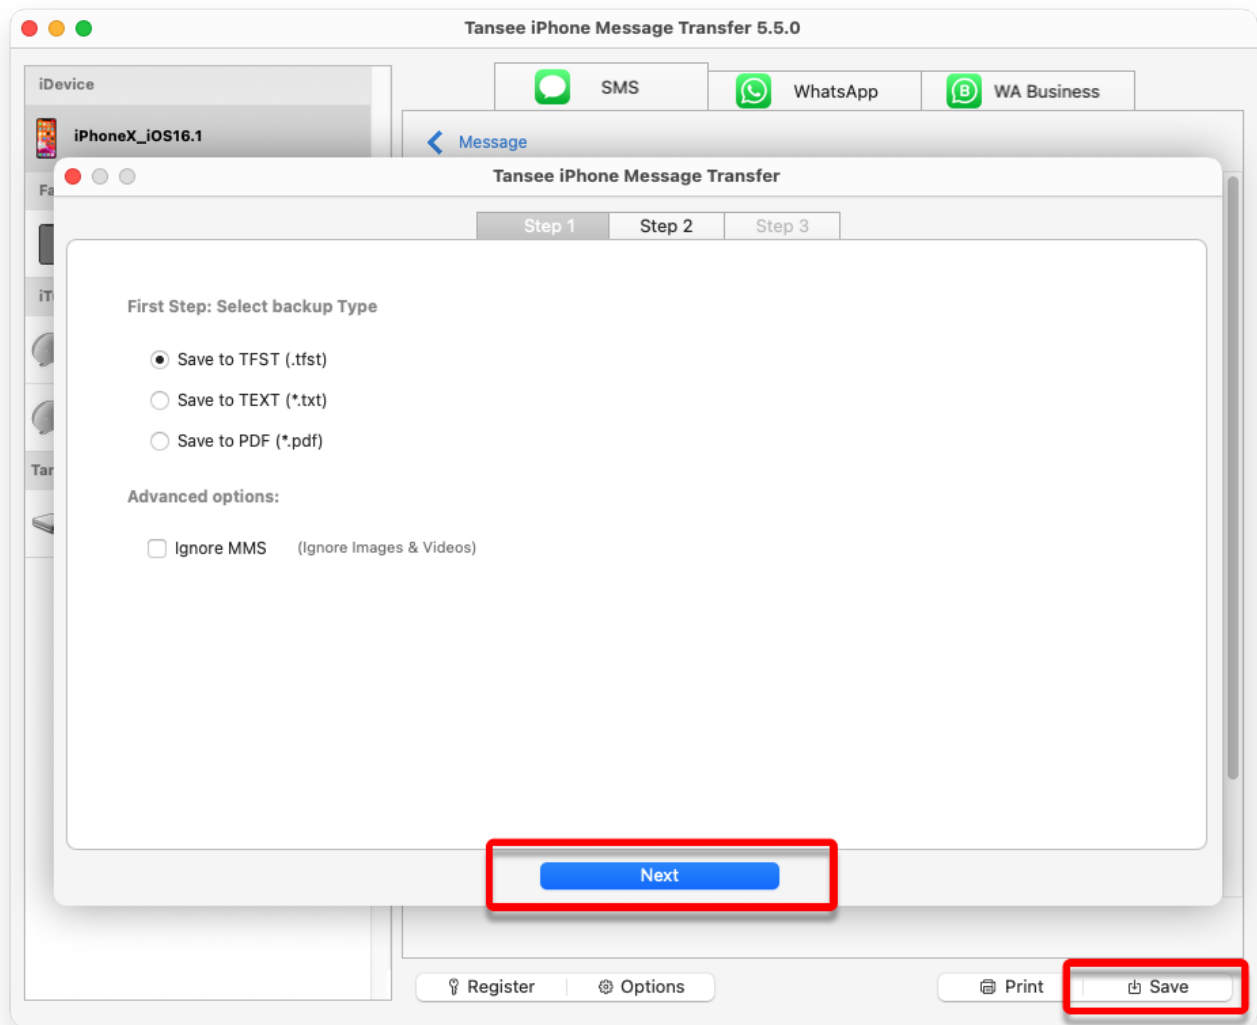 Tansee iPhone Message Transfer 5.5.0
iDevice
SMS
WhatsApp
WA Business
iPhoneX_iOS16.1
Message
Tansee iPhone Message Transfer
Step 1
Step 2
Step 3
First Step: Select backup Type
Save to TFST (.tfst)
Save to TEXT (*.txt)
Save to PDF (*.pdf)
Advanced options:
Ignore MMS (Ignore Images & Videos)
Next
Register
Options
Print
Save